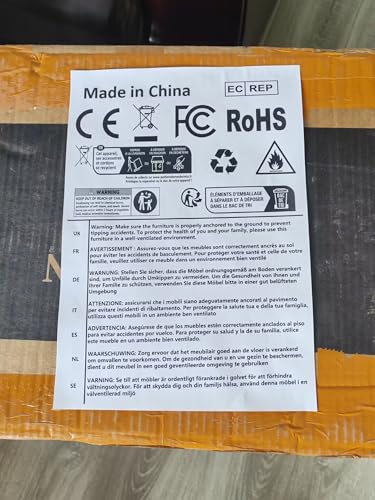 Made in China
EC REP
CE FC RoHS
FR
Cet appareil,
ses accessoires
et cordons
se recyclent
WARNING
KEEP OUT OF REACH OF CHILDREN
ÉLÉMENTS D'EMBALLAGE
À SÉPARER ET À DÉPOSER
DANS LE BAC DE TRI
UK Warning: Make sure the furniture is properly anchored to the ground to prevent
tipping accidents. To protect the health of you and your family, please use this
furniture in a well-ventilated environment.
FR AVERTISSEMENT : Assurez-vous que les meubles sont correctement ancrés au sol
pour éviter les accidents de basculement. Pour protéger votre santé et celle de votre
famille, veuillez utiliser ce meuble dans un environnement bien ventilé
DE WARNUNG: Stellen Sie sicher, dass die Möbel ordnungsgemäß am Boden verankert
sind, um Unfälle durch Umkippen zu vermeiden. Um die Gesundheit von Ihnen und
Ihrer Familie zu schützen, verwenden Sie diese Möbel bitte in einer gut belüfteten
Umgebung
IT ATTENZIONE: assicurarsi che i mobili siano adeguatamente ancorati al pavimento
per evitare incidenti di ribaltamento. Per proteggere la salute tua e della tua famiglia,
utilizza questi mobili in un ambiente ben ventilato
ES ADVERTENCIA: Asegúrese de que los muebles estén correctamente anclados al piso
para evitar accidentes por vuelco. Para proteger su salud y la de su familia, utilice
este mueble en un ambiente bien ventilado
NL WAARSCHUWING: Zorg ervoor dat het meubilair goed aan de vloer is verankerd
om omvallen te voorkomen. Om de gezondheid van u en uw gezin te beschermen,
dient u dit meubel in een goed geventileerde omgeving te gebruiken
SE VARNING: Se till att möbler är ordentligt förankrade i golvet för att förhindra
vältningsolyckor. För att skydda dig och din familjs hälsa, använd denna möbel i en
välventilerad miljö